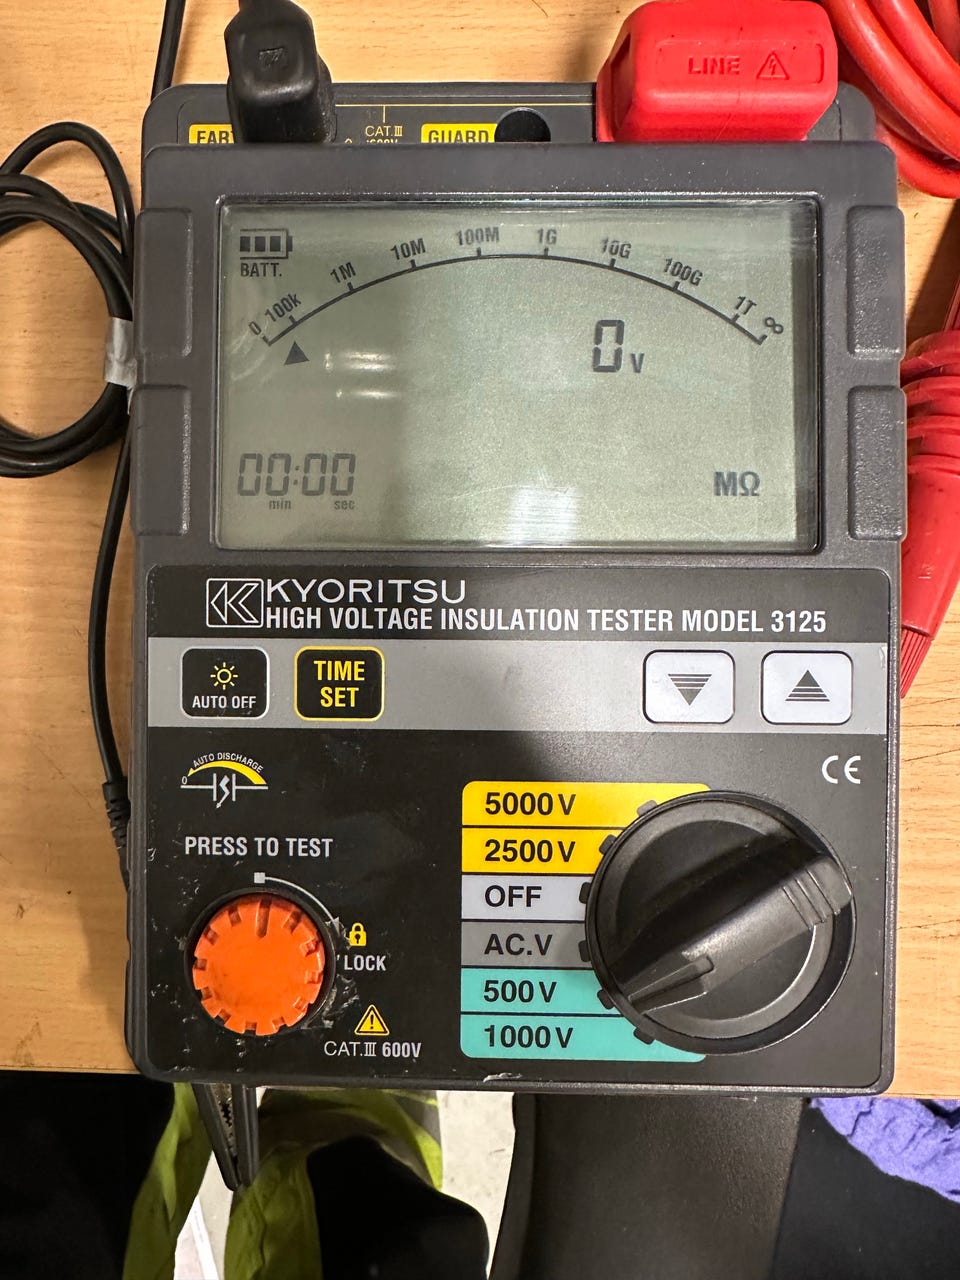 LINE
CAT.Ⅲ
GUARD
BATT.
0 100k 1M 10M 100M 1G 10G 100G 1T ∞
0 V
00:00
min sec
MΩ
KYORITSU
HIGH VOLTAGE INSULATION TESTER MODEL 3125
AUTO OFF
TIME
SET
AUTO DISCHARGE
0
CE
PRESS TO TEST
LOCK
CAT.Ⅲ 600V
5000V
2500V
OFF
AC.V
500V
1000V